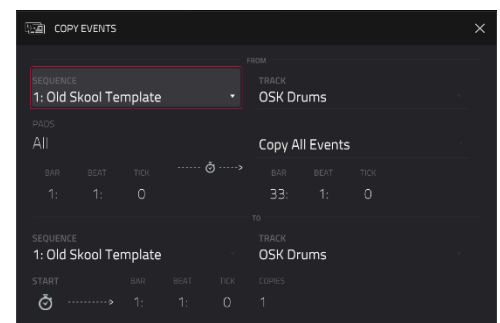 COPY EVENTS
FROM
SEQUENCE TRACK
1: Old Skool Template OSK Drums
PADS
All Copy All Events
BAR BEAT TICK BAR BEAT TICK
1: 1: 0 33: 1: 0
TO
SEQUENCE TRACK
1: Old Skool Template OSK Drums
START BAR BEAT TICK COPIES
1: 1: 0 1